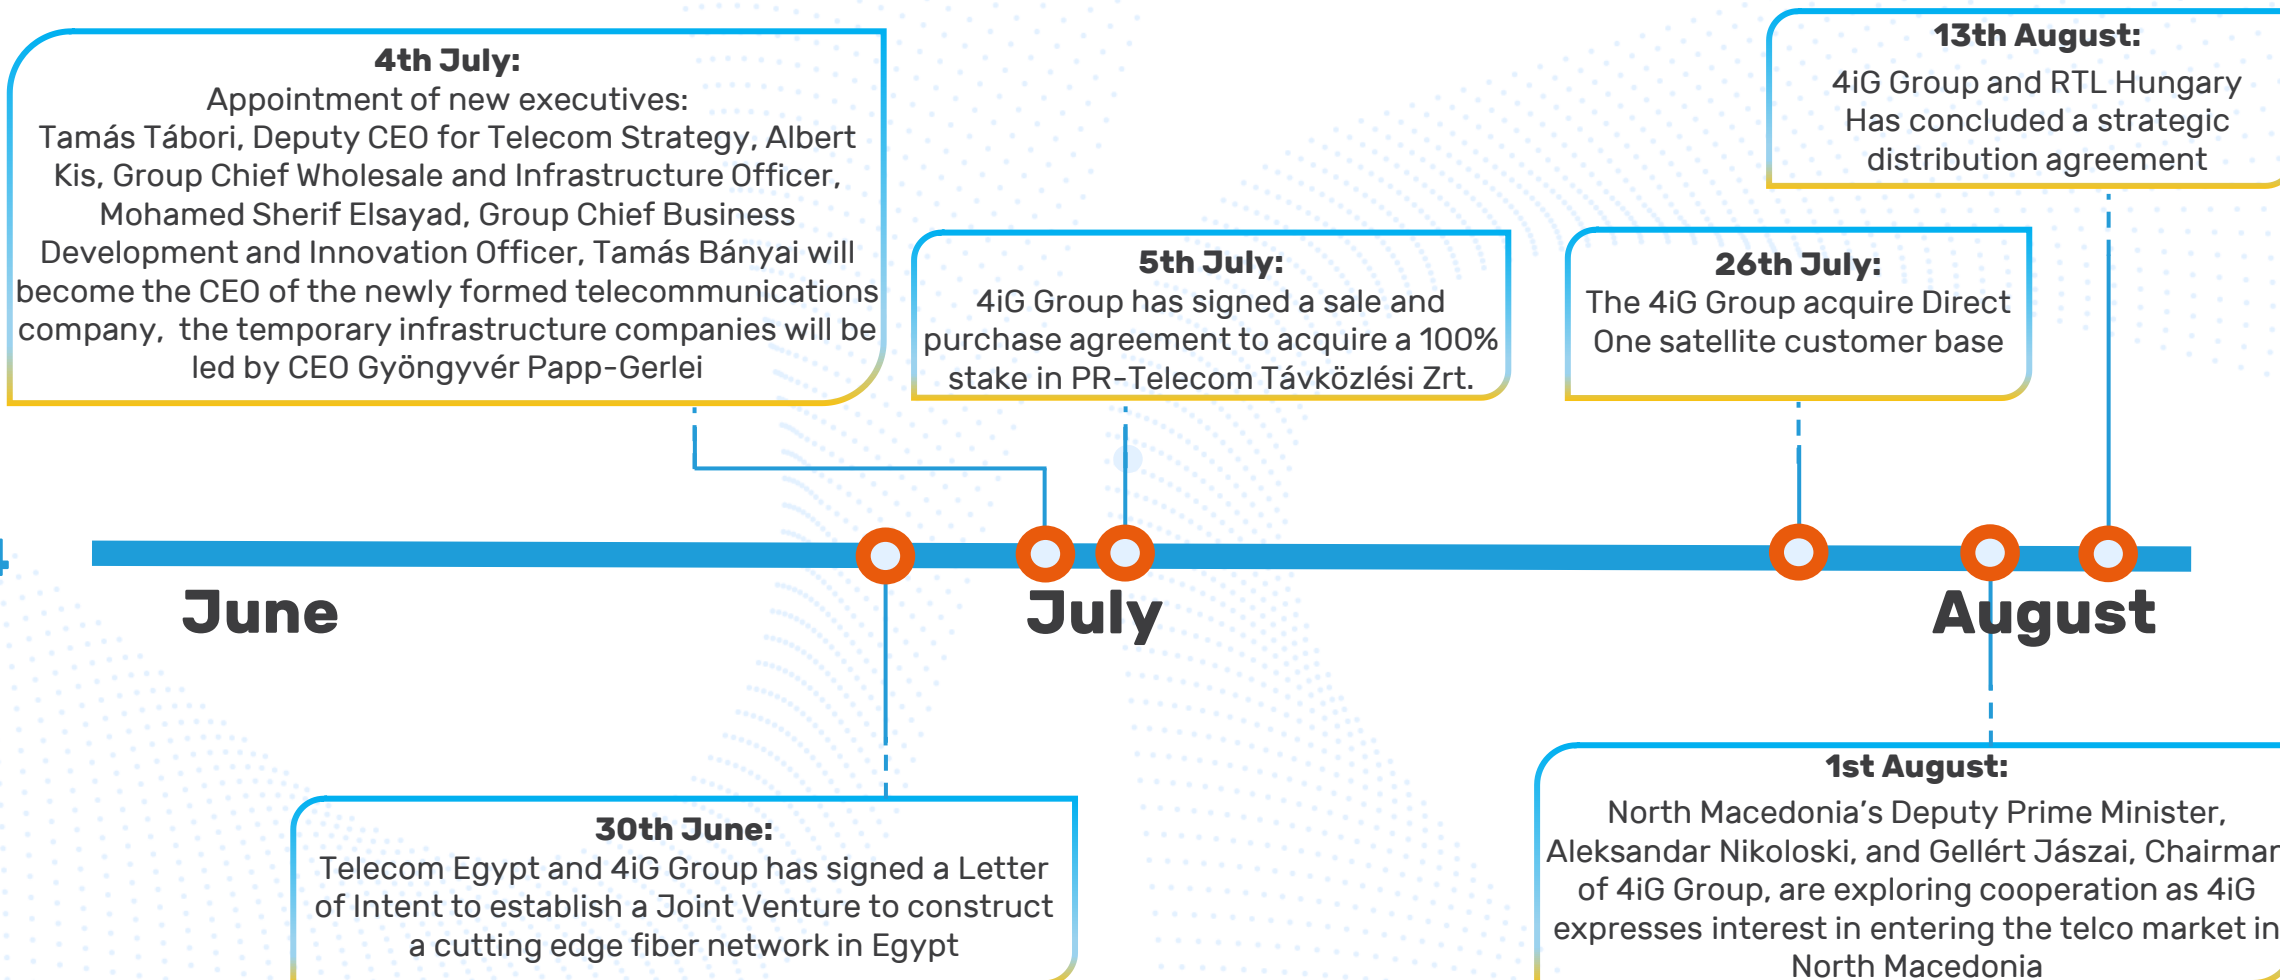 4th July:
Appointment of new executives:
Tamás Tábori, Deputy CEO for Telecom Strategy, Albert
Kis, Group Chief Wholesale and Infrastructure Officer,
Mohamed Sherif Elsayad, Group Chief Business
Development and Innovation Officer, Tamás Bányai will
become the CEO of the newly formed telecommunications
company, the temporary infrastructure companies will be
led by CEO Gyöngyvér Papp-Gerlei
5th July:
4iG Group has signed a sale and
purchase agreement to acquire a 100%
stake in PR-Telecom Távközlési Zrt.
26th July:
The 4iG Group acquire Direct
One satellite customer base
13th August:
4iG Group and RTL Hungary
Has concluded a strategic
distribution agreement
June
July
August
30th June:
Telecom Egypt and 4iG Group has signed a Letter
of Intent to establish a Joint Venture to construct
a cutting edge fiber network in Egypt
1st August:
North Macedonia’s Deputy Prime Minister,
Aleksandar Nikoloski, and Gellért Jászai, Chairman
of 4iG Group, are exploring cooperation as 4iG
expresses interest in entering the telco market in
North Macedonia